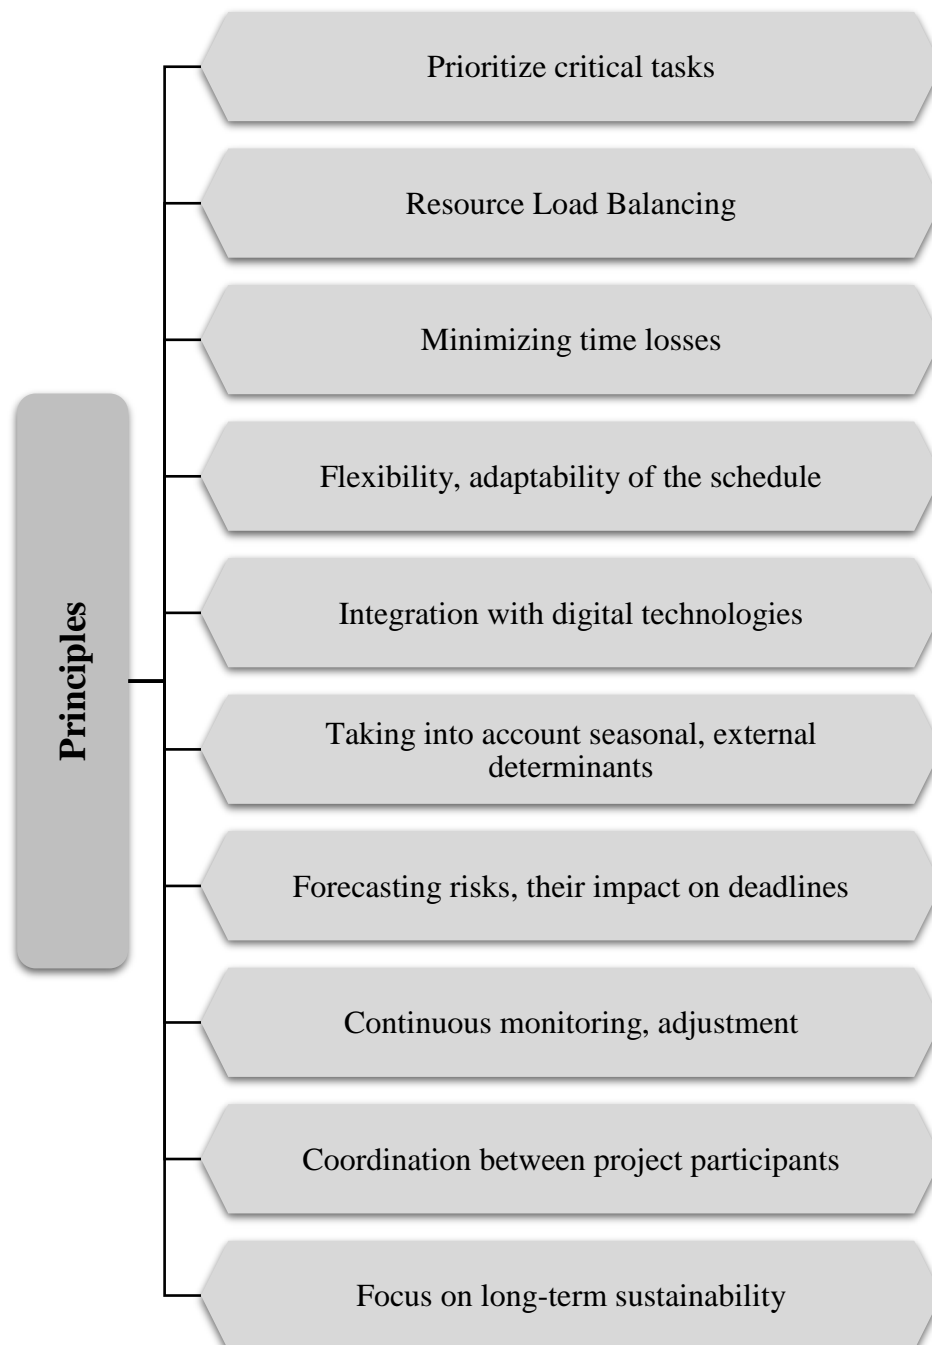 Principles
Prioritize critical tasks
Resource Load Balancing
Minimizing time losses
Flexibility, adaptability of the schedule
Integration with digital technologies
Taking into account seasonal, external
determinants
Forecasting risks, their impact on deadlines
Continuous monitoring, adjustment
Coordination between project participants
Focus on long-term sustainability